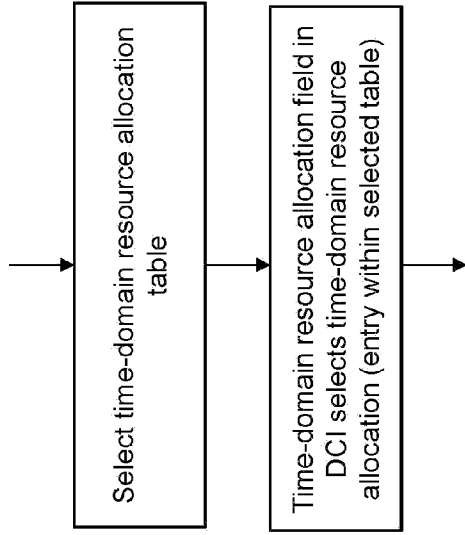 Select time-domain resource allocation
table
Time-domain resource allocation field in
DCI selects time-domain resource
allocation (entry within selected table)